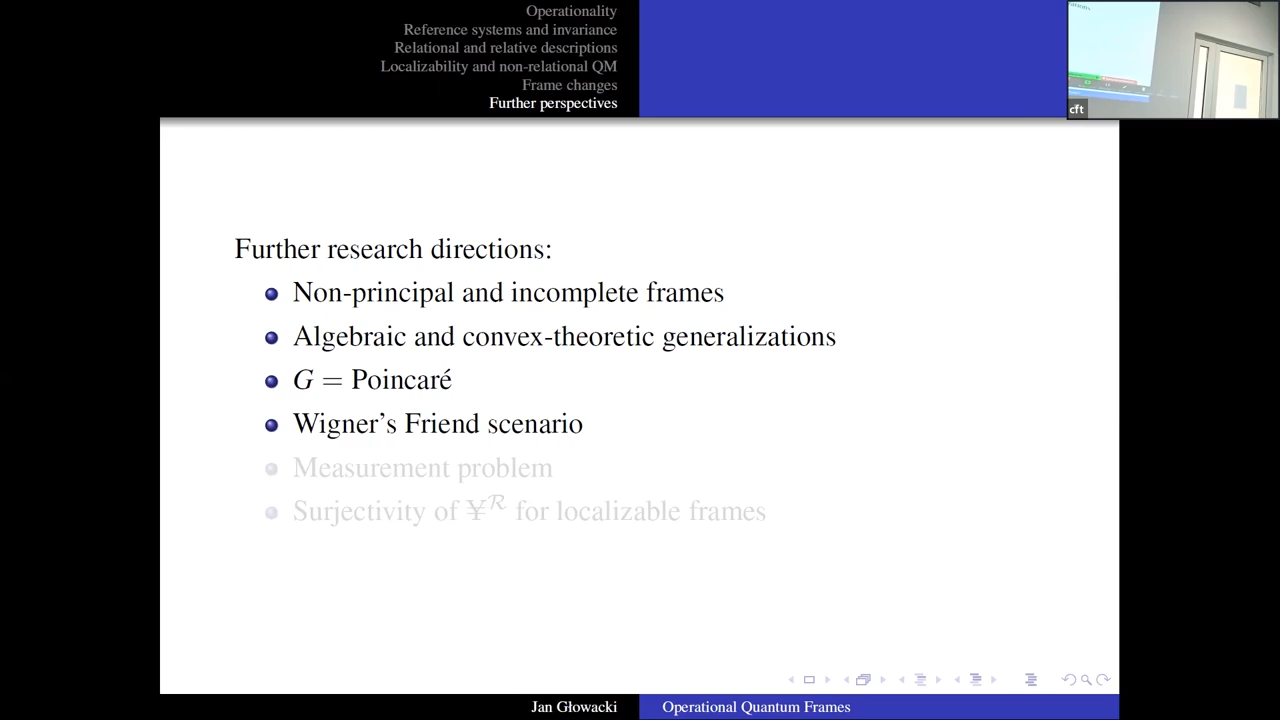 Operationality
Reference systems and invariance
Relational and relative descriptions
Localizability and non-relational QM
Frame changes
Further perspectives
cft
Further research directions:
Non-principal and incomplete frames
Algebraic and convex-theoretic generalizations
G = Poincaré
Wigner's Friend scenario
Measurement problem
Surjectivity of ¥^R for localizable frames
Jan Głowacki
Operational Quantum Frames